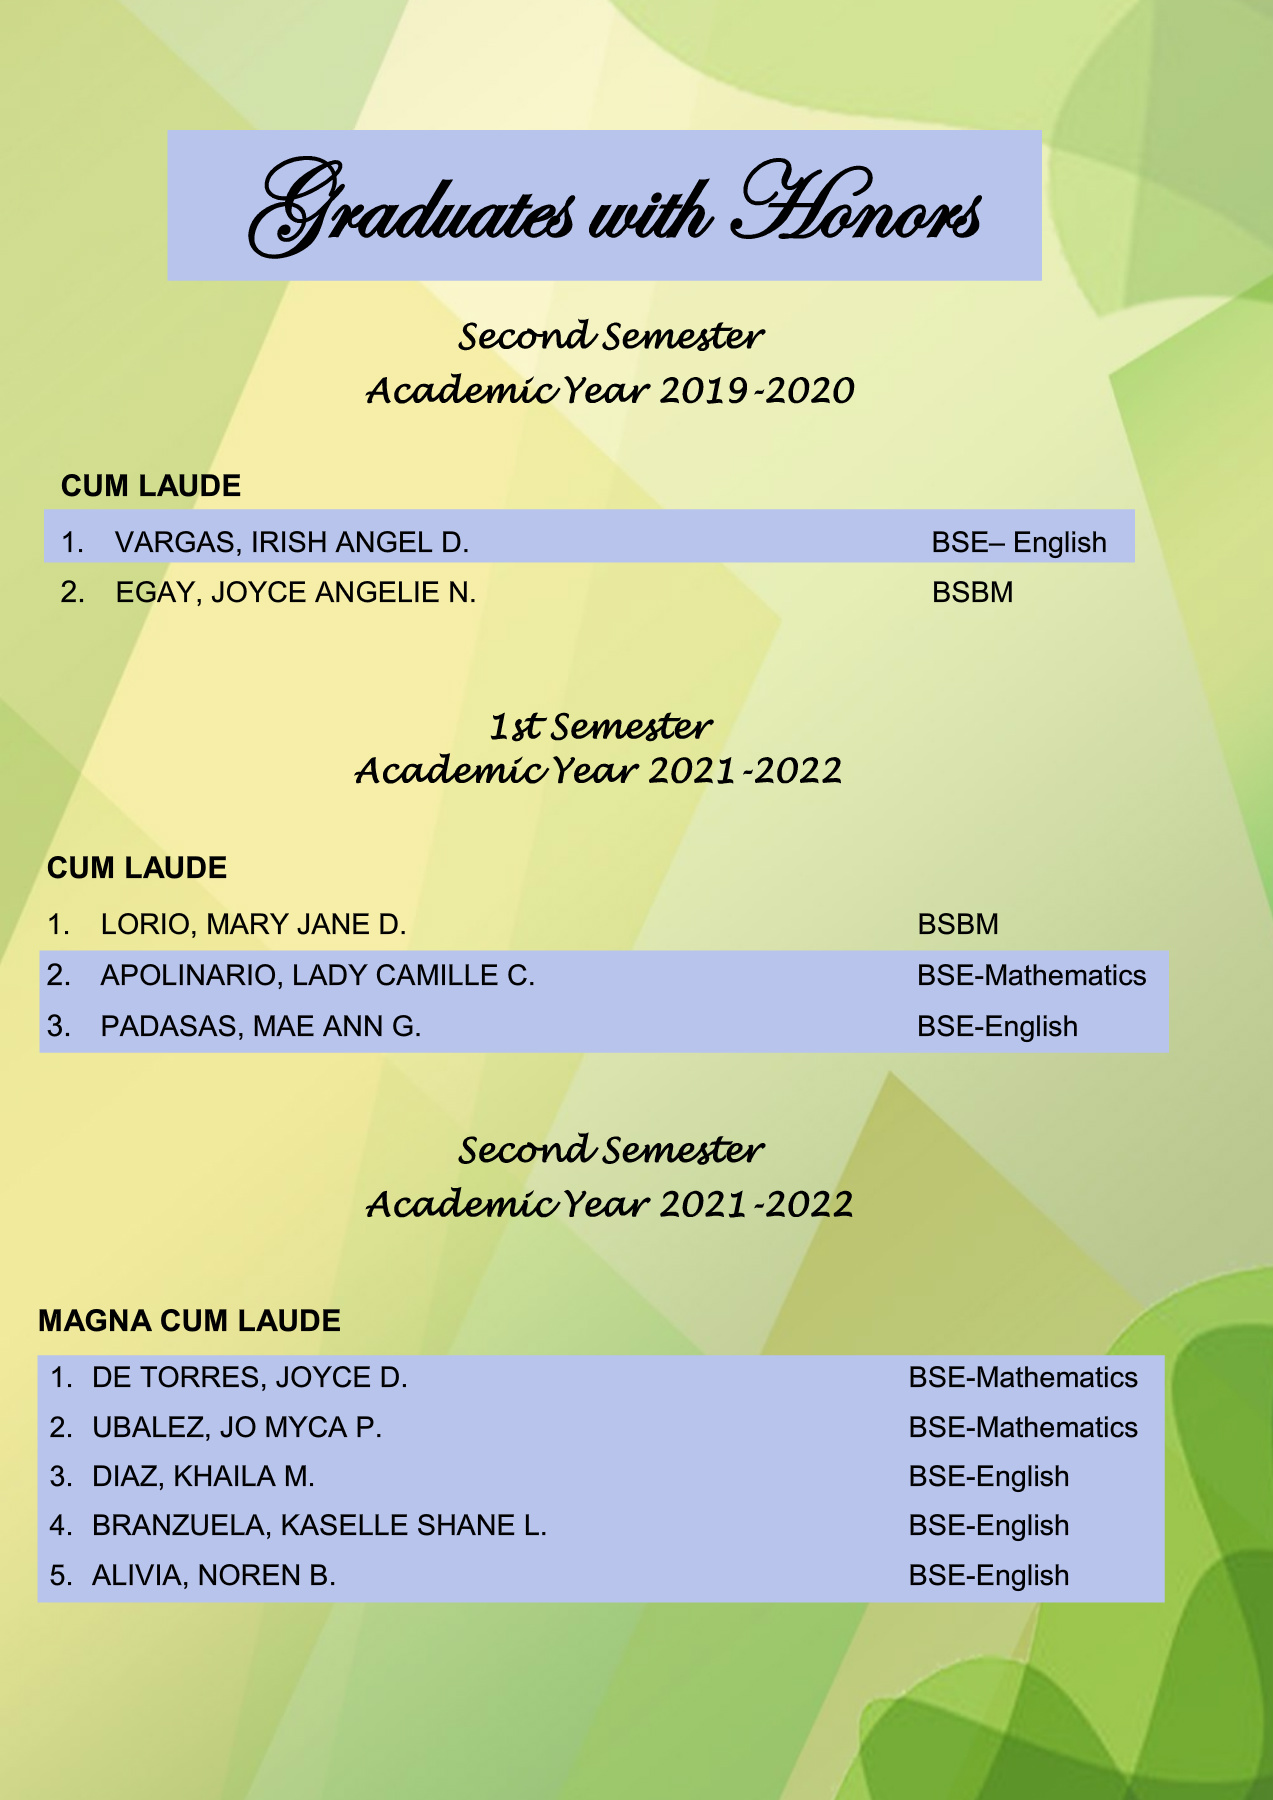 Graduates with Honors
Second Semester
Academic Year 2019-2020
CUM LAUDE
1. VARGAS, IRISH ANGEL D. BSE– English
2. EGAY, JOYCE ANGELIE N. BSBM
1st Semester
Academic Year 2021-2022
CUM LAUDE
1. LORIO, MARY JANE D. BSBM
2. APOLINARIO, LADY CAMILLE C. BSE-Mathematics
3. PADASAS, MAE ANN G. BSE-English
Second Semester
Academic Year 2021-2022
MAGNA CUM LAUDE
1. DE TORRES, JOYCE D. BSE-Mathematics
2. UBALEZ, JO MYCA P. BSE-Mathematics
3. DIAZ, KHAILA M. BSE-English
4. BRANZUELA, KASELLE SHANE L. BSE-English
5. ALIVIA, NOREN B. BSE-English